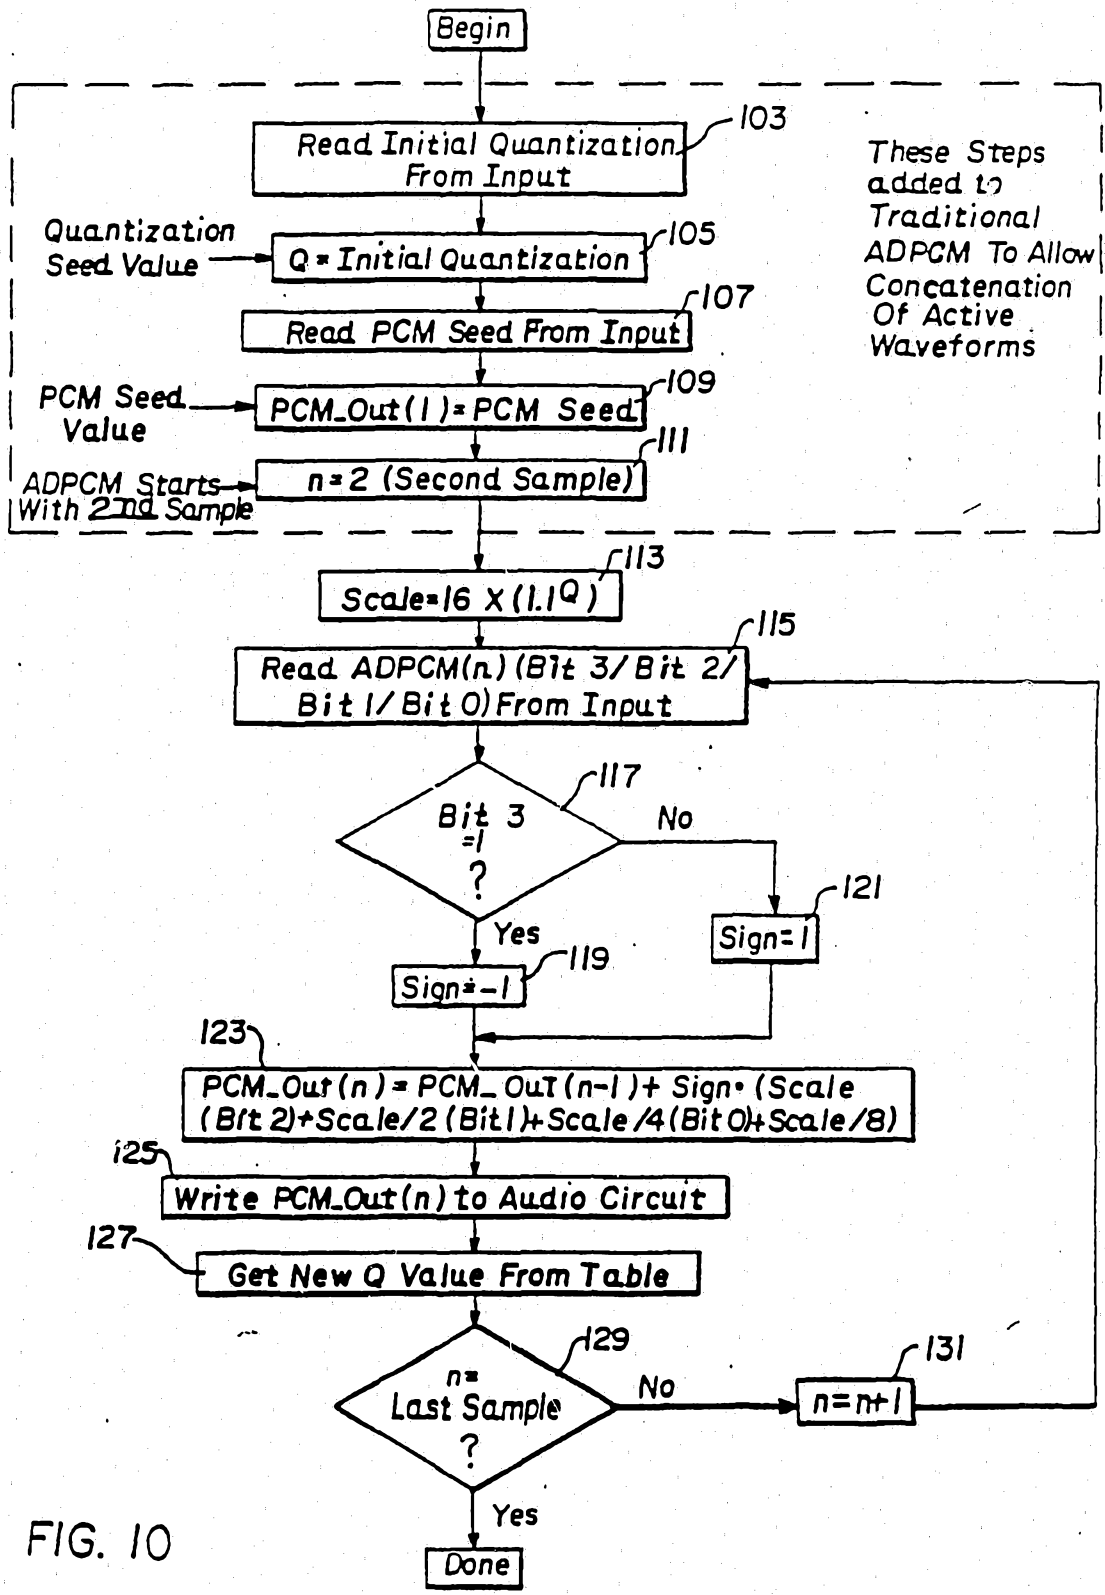 Begin
103
Read Initial Quantization
From Input
These Steps
added to
Traditional
ADPCM To Allow
Concatenation
Of Active
Waveforms
Quantization
Seed Value
105
Q = Initial Quantization
107
Read PCM Seed From Input
PCM Seed
Value
109
PCM_Out(1) = PCM Seed
111
ADPCM Starts
With 2nd Sample
n=2 (Second Sample)
113
Scale=16 X (1.1^Q)
115
Read ADPCM(n) (Bit 3/ Bit 2/
Bit 1/ Bit 0) From Input
117
Bit 3
=1
?
No
Yes
121
Sign=1
119
Sign=-1
123
PCM_Out(n) = PCM_OuT(n-1) + Sign• (Scale
(Bit 2)+Scale/2 (Bit1)+Scale/4(Bit0)+Scale/8)
125
Write PCM_Out(n) to Audio Circuit
127
Get New Q Value From Table
129
n=
Last Sample
?
No
131
n=n+1
Yes
Done
FIG. 10